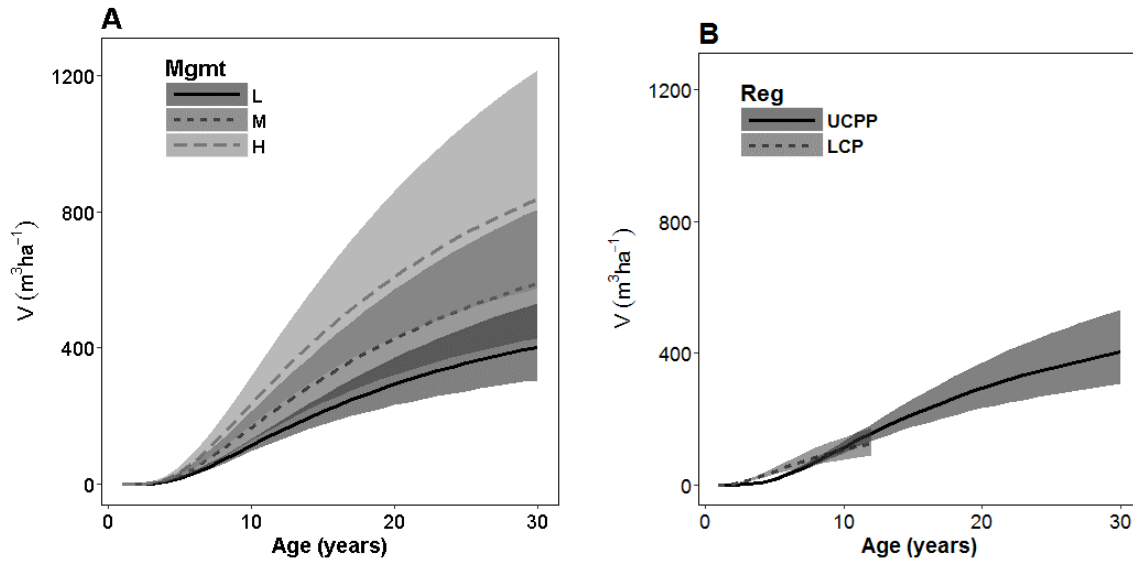 A
Mgmt
L
M
H
V (m³ha⁻¹)
1200
800
400
0
0 10 20 30
Age (years)
B
Reg
UCPP
LCP
V (m³ha⁻¹)
1200
800
400
0
0 10 20 30
Age (years)